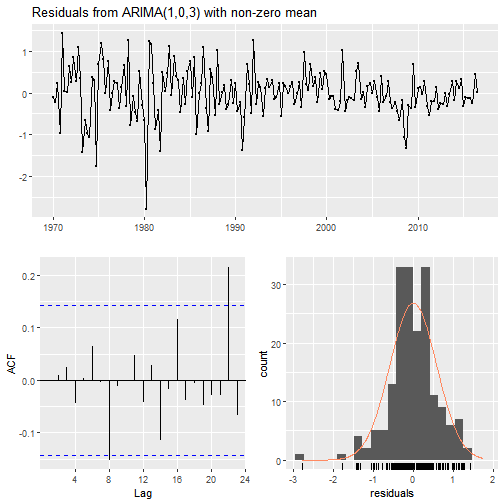 Residuals from ARIMA(1,0,3) with non-zero mean
1
0
-1
-2
1970 1980 1990 2000 2010
0.2
0.1
0.0
-0.1
ACF
4 8 12 16 20 24
Lag
30
20
10
0
count
-3 -2 -1 0 1 2
residuals